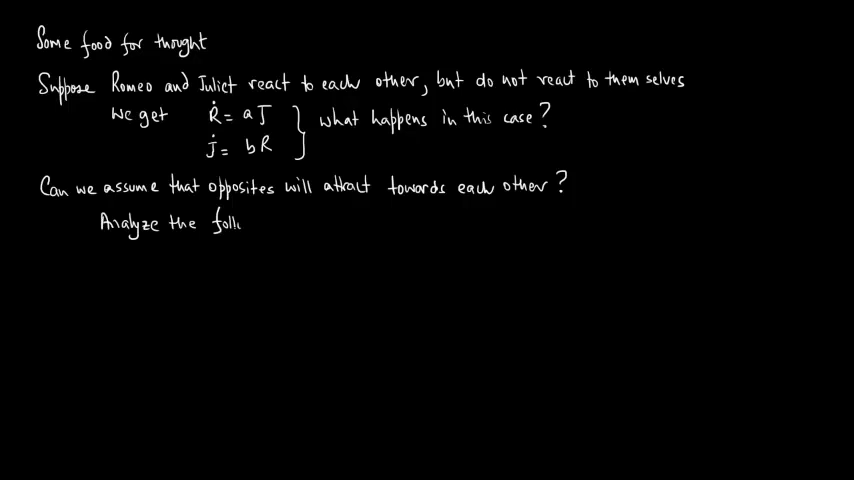 Some food for thought
Suppose Romeo and Juliet react to each other, but do not react to them selves
We get Ṙ = a J } what happens in this case?
J̇ = b R
Can we assume that opposites will attract towards each other?
Analyze the foll